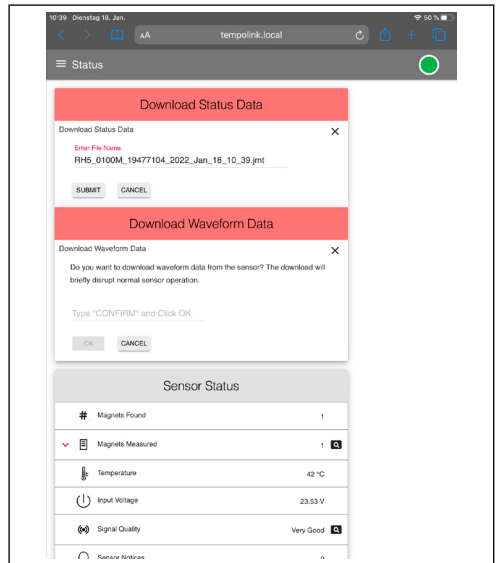 10:39 Dienstag 18. Jan.
50 %
AA
tempolink.local
Status
Download Status Data
Download Status Data
Enter File Name
RH5_0100M_19477104_2022_Jan_18_10_39.jmt
SUBMIT CANCEL
Download Waveform Data
Download Waveform Data
Do you want to download waveform data from the sensor? The download will
briefly disrupt normal sensor operation.
Type "CONFIRM" and Click OK
OK CANCEL
Sensor Status
# Magnets Found 1
Magnets Measured 1
Temperature 42 °C
Input Voltage 23.53 V
Signal Quality Very Good
Sensor Notices